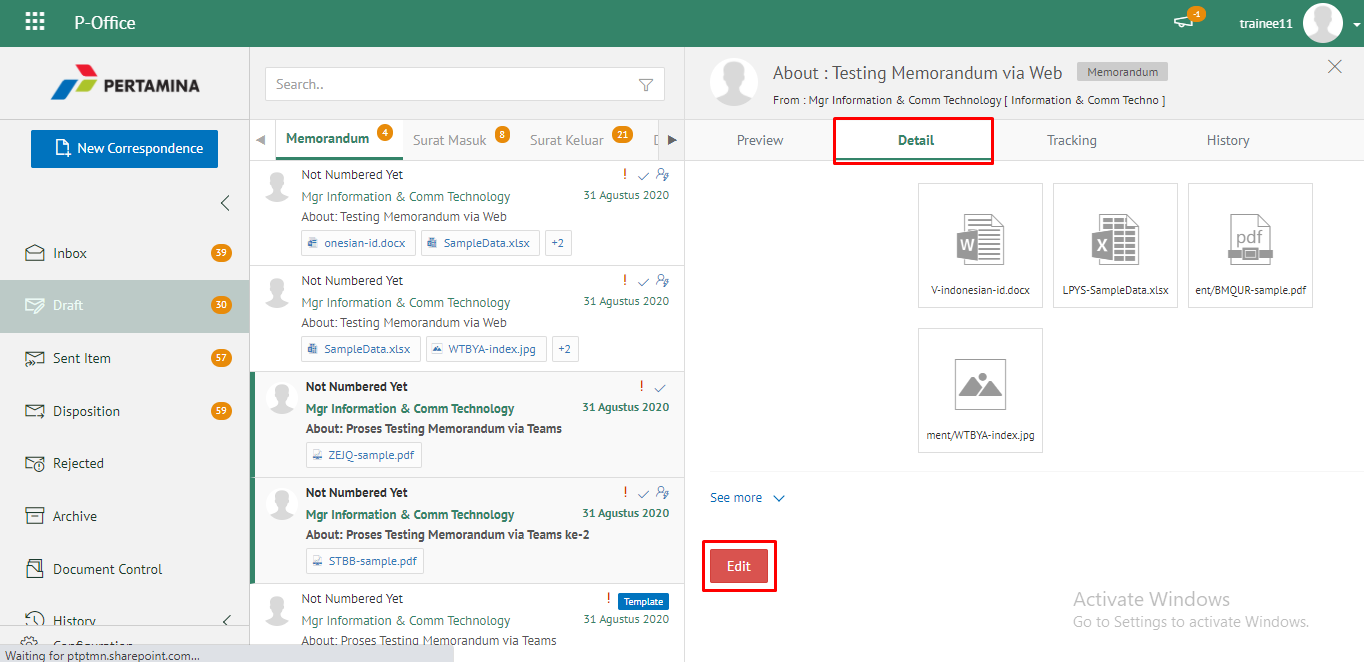 P-Office
-1
trainee11
PERTAMINA
New Correspondence
Inbox
39
Draft
30
Sent Item
57
Disposition
59
Rejected
Archive
Document Control
History
Configuration
Waiting for ptptmn.sharepoint.com...
Search..
Memorandum 4
Surat Masuk 8
Surat Keluar 21
Not Numbered Yet
Mgr Information & Comm Technology
31 Agustus 2020
About: Testing Memorandum via Web
onesian-id.docx
SampleData.xlsx
+2
Not Numbered Yet
Mgr Information & Comm Technology
31 Agustus 2020
About: Testing Memorandum via Web
SampleData.xlsx
WTBYA-index.jpg
+2
Not Numbered Yet
Mgr Information & Comm Technology
31 Agustus 2020
About: Proses Testing Memorandum via Teams
ZEJQ-sample.pdf
Not Numbered Yet
Mgr Information & Comm Technology
31 Agustus 2020
About: Proses Testing Memorandum via Teams ke-2
STBB-sample.pdf
Not Numbered Yet
Template
Mgr Information & Comm Technology
31 Agustus 2020
About: Proses Testing Memorandum via Teams
About : Testing Memorandum via Web
Memorandum
From : Mgr Information & Comm Technology [ Information & Comm Techno ]
Preview
Detail
Tracking
History
W
V-indonesian-id.docx
X
LPYS-SampleData.xlsx
pdf
ent/BMQUR-sample.pdf
ment/WTBYA-index.jpg
See more
Edit
Activate Windows
Go to Settings to activate Windows.